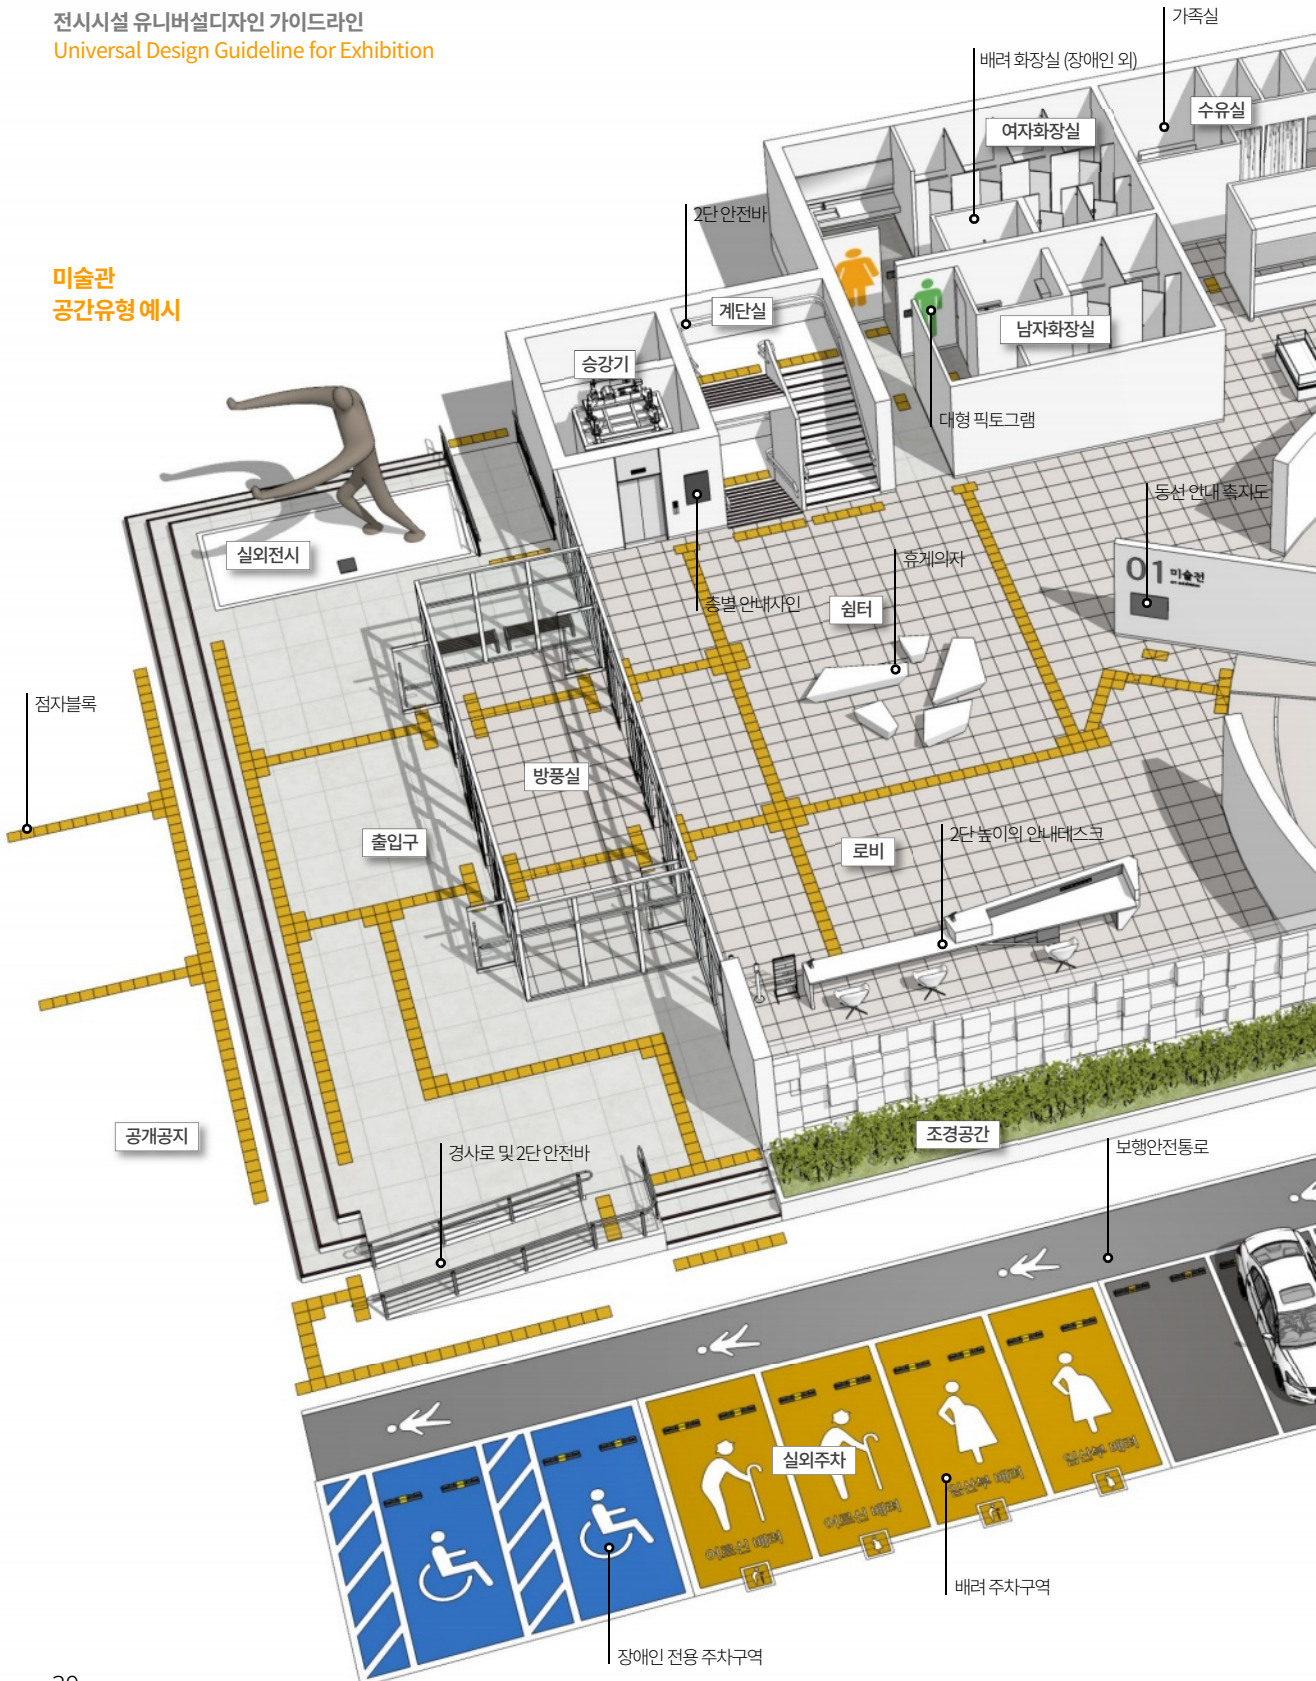 전시시설 유니버설디자인 가이드라인
Universal Design Guideline for Exhibition
가족실
배려 화장실 (장애인 외)
수유실
여자화장실
2단 안전바
미술관
공간유형 예시
계단실
남자화장실
승강기
대형 픽토그램
동선 안내 촉지도
실외전시
휴게의자
01 미술전
층별 안내사인
쉼터
점자블록
방풍실
출입구
로비
2단 높이의 안내데스크
공개공지
조경공간
경사로 및 2단 안전바
보행안전통로
실외주차
배려 주차구역
장애인 전용 주차구역